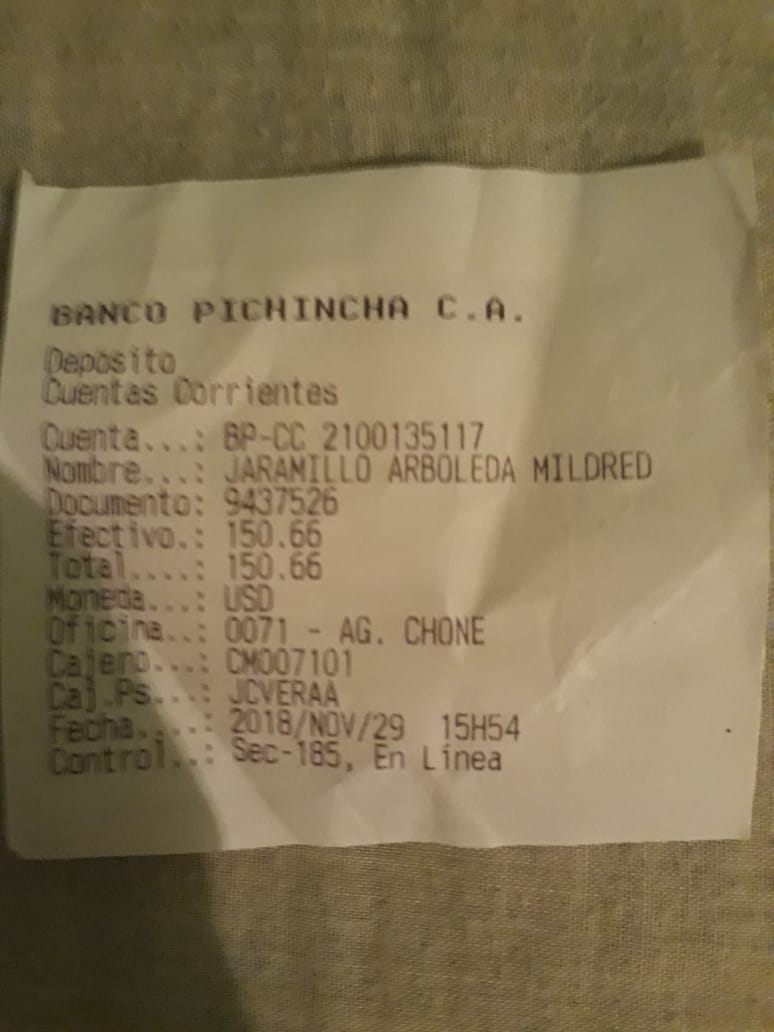 BANCO PICHINCHA C.A.
Depósito
Cuentas Corrientes
Cuenta...: BP-CC 2100135117
Nombre...: JARAMILLO ARBOLEDA MILDRED
Documento: 9437526
Efectivo.: 150.66
Total....: 150.66
Moneda...: USD
Oficina..: 0071 - AG. CHONE
Cajero...: CM007101
Caj.Ps...: JCVERAA
Fecha....: 2018/NOV/29 15H54
Control..: Sec-185, En Línea